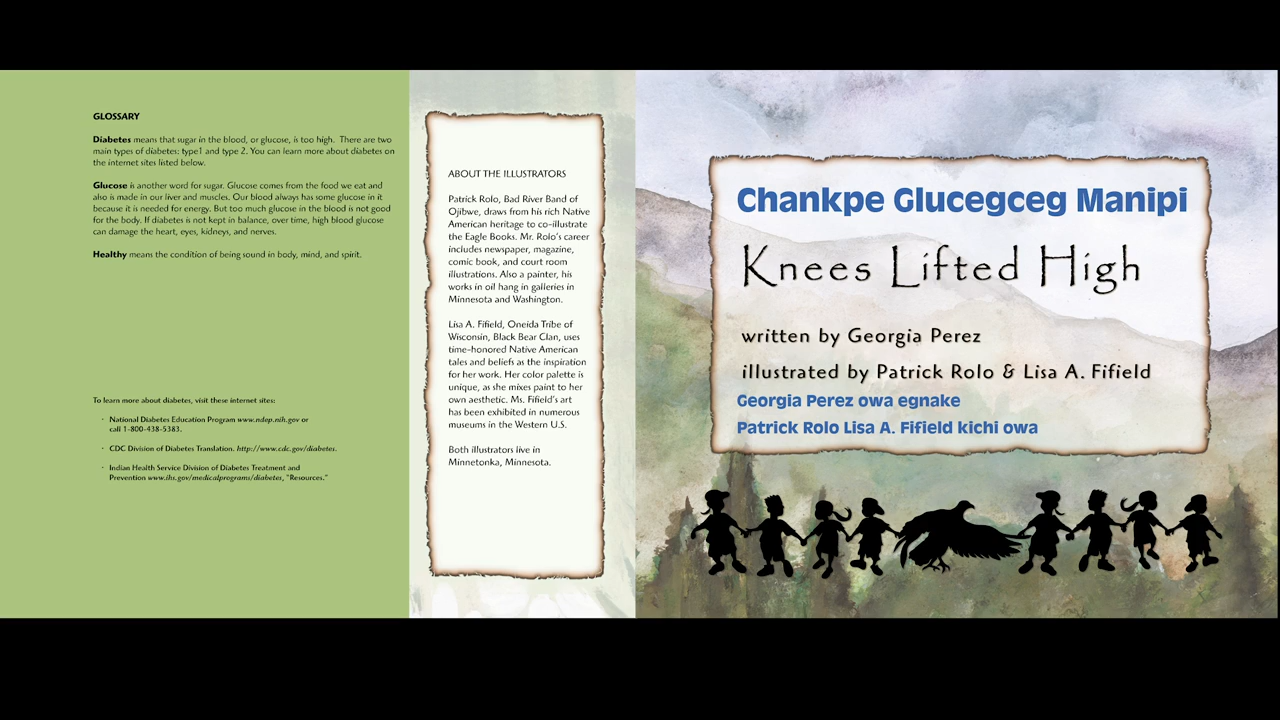 GLOSSARY
Diabetes means that sugar in the blood, or glucose, is too high. There are two
main types of diabetes: type1 and type 2. You can learn more about diabetes on
the internet sites listed below.
Glucose is another word for sugar. Glucose comes from the food we eat and
also is made in our liver and muscles. Our blood always has some glucose in it
because it is needed for energy. But too much glucose in the blood is not good
for the body. If diabetes is not kept in balance, over time, high blood glucose
can damage the heart, eyes, kidneys, and nerves.
Healthy means the condition of being sound in body, mind, and spirit.
To learn more about diabetes, visit these internet sites:
· National Diabetes Education Program www.ndep.nih.gov or
call 1-800-438-5383.
· CDC Division of Diabetes Translation. http://www.cdc.gov/diabetes.
· Indian Health Service Division of Diabetes Treatment and
Prevention www.ihs.gov/medicalprograms/diabetes, "Resources."
ABOUT THE ILLUSTRATORS
Patrick Rolo, Bad River Band of
Ojibwe, draws from his rich Native
American heritage to co-illustrate
the Eagle Books. Mr. Rolo's career
includes newspaper, magazine,
comic book, and court room
illustrations. Also a painter, his
works in oil hang in galleries in
Minnesota and Washington.
Lisa A. Fifield, Oneida Tribe of
Wisconsin, Black Bear Clan, uses
time-honored Native American
tales and beliefs as the inspiration
for her work. Her color palette is
unique, as she mixes paint to her
own aesthetic. Ms. Fifield's art
has been exhibited in numerous
museums in the Western U.S.
Both illustrators live in
Minnetonka, Minnesota.
Chankpe Glucegceg Manipi
Knees Lifted High
written by Georgia Perez
illustrated by Patrick Rolo & Lisa A. Fifield
Georgia Perez owa egnake
Patrick Rolo Lisa A. Fifield kichi owa